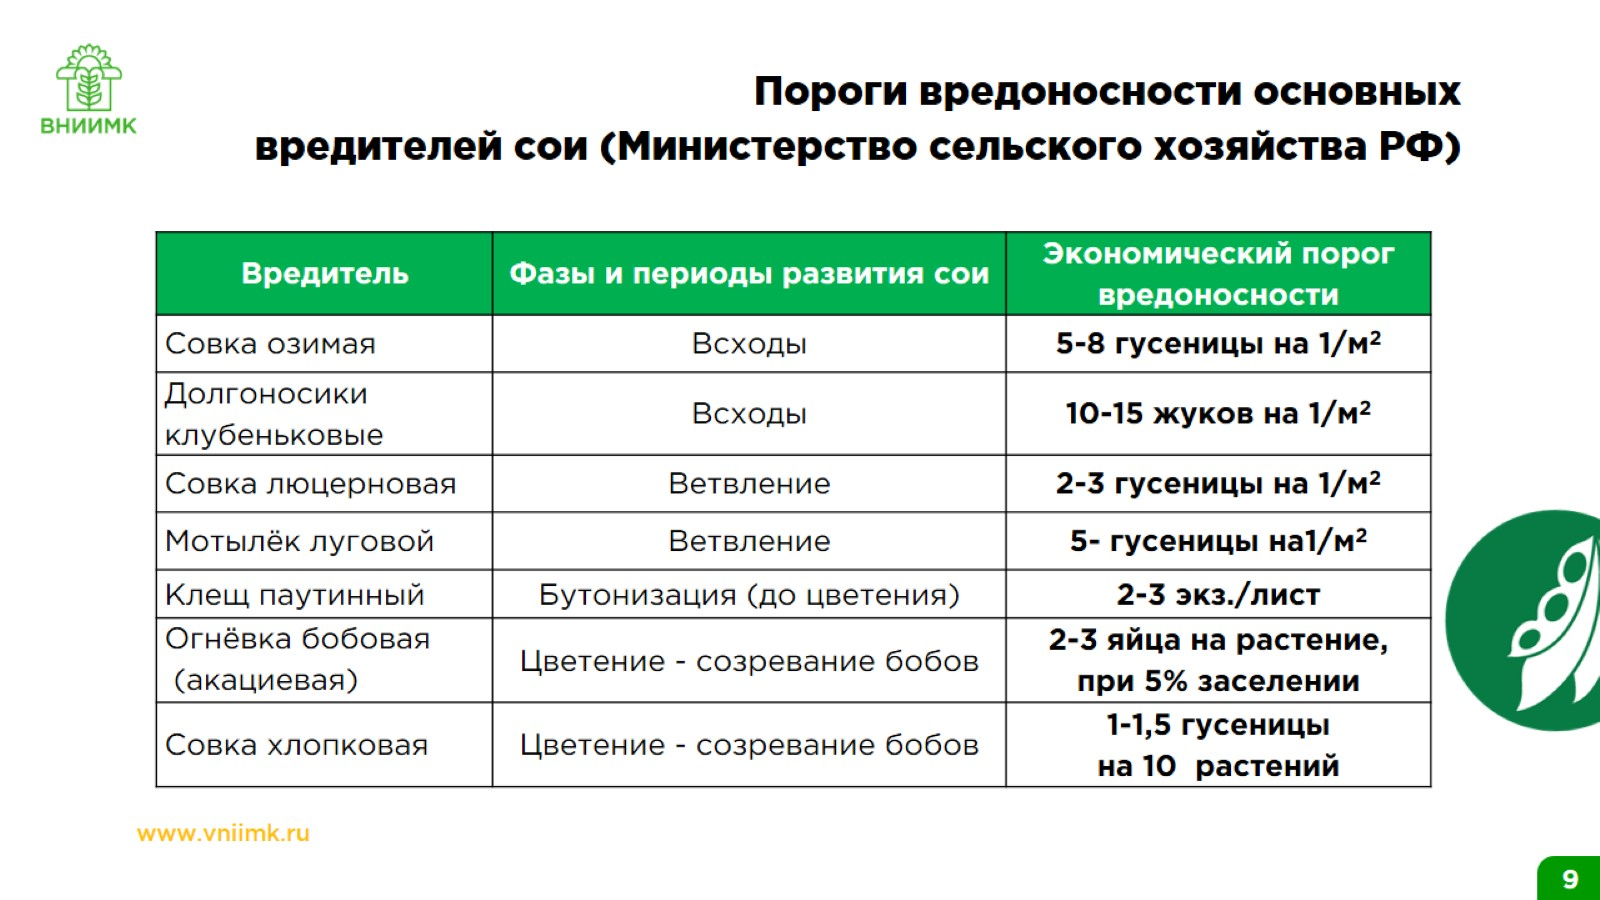 ВНИИМК
Пороги вредоносности основных
вредителей сои (Министерство сельского хозяйства РФ)
Вредитель
Фазы и периоды развития сои
Экономический порог
вредоносности
Совка озимая
Всходы
5-8 гусеницы на 1/м²
Долгоносики
клубеньковые
Всходы
10-15 жуков на 1/м²
Совка люцерновая
Ветвление
2-3 гусеницы на 1/м²
Мотылёк луговой
Ветвление
5- гусеницы на1/м²
Клещ паутинный
Бутонизация (до цветения)
2-3 экз./лист
Огнёвка бобовая
(акациевая)
Цветение - созревание бобов
2-3 яйца на растение,
при 5% заселении
Совка хлопковая
Цветение - созревание бобов
1-1,5 гусеницы
на 10  растений
www.vniimk.ru
9